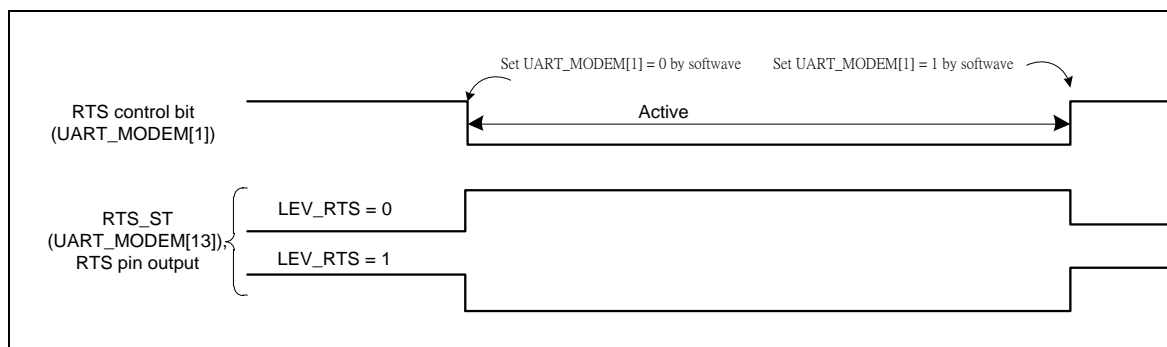 Set UART_MODEM[1] = 0 by softwave
Set UART_MODEM[1] = 1 by softwave
RTS control bit
(UART_MODEM[1])
Active
RTS_ST
(UART_MODEM[13]),
RTS pin output
LEV_RTS = 0
LEV_RTS = 1